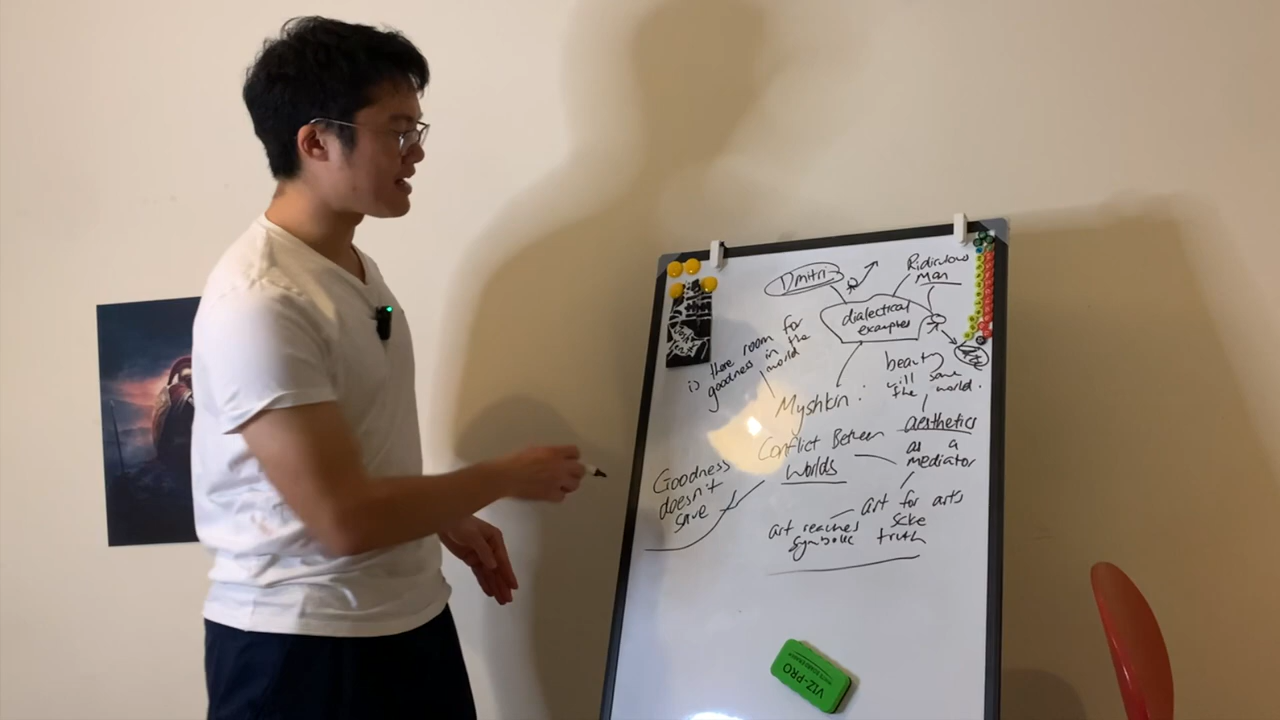 Dmitri
Ridiculous
man
dialectical
examples
is there room for
goodness in the
world
beauty
will save
the world.
Myshkin:
aesthetics
as a
mediator
Conflict Between
Worlds
Goodness
doesn't
save
art for arts
scke
art reaches
symbolic truth
VIZ-PRO